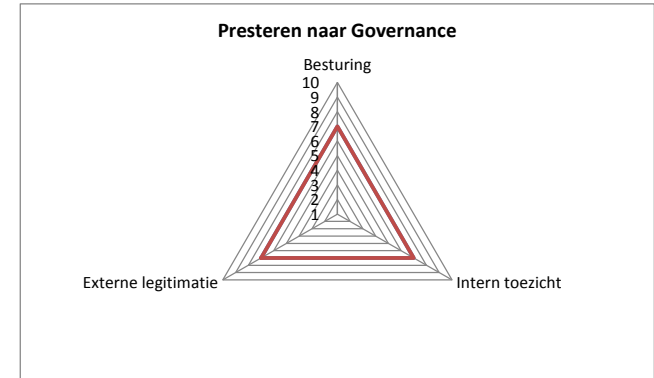 Presteren naar Governance
Besturing
10
9
8
7
6
5
4
3
2
1
Externe legitimatie
Intern toezicht